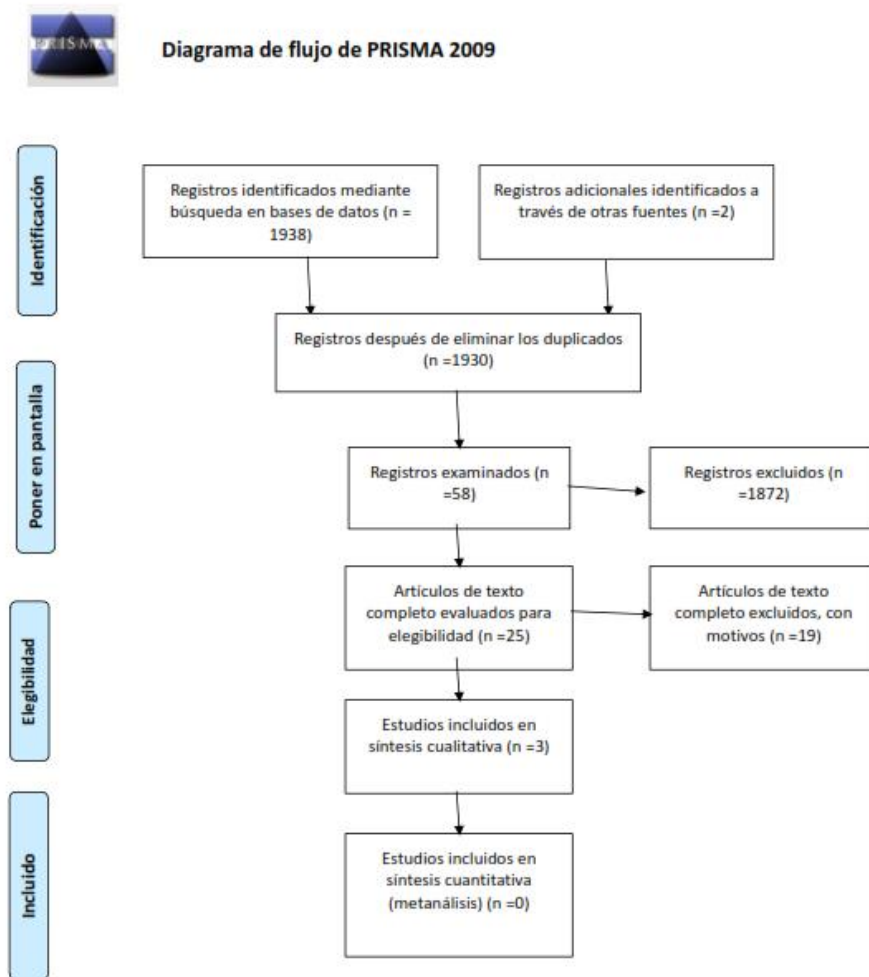 PRISMA
Diagrama de flujo de PRISMA 2009
Identificación
Registros identificados mediante
búsqueda en bases de datos (n =
1938)
Registros adicionales identificados a
través de otras fuentes (n =2)
Registros después de eliminar los duplicados
(n =1930)
Poner en pantalla
Registros examinados (n
=58)
Registros excluidos (n
=1872)
Artículos de texto
completo evaluados para
elegibilidad (n =25)
Artículos de texto
completo excluidos, con
motivos (n =19)
Elegibilidad
Estudios incluidos en
síntesis cualitativa (n =3)
Incluido
Estudios incluidos en
síntesis cuantitativa
(metanálisis) (n =0)